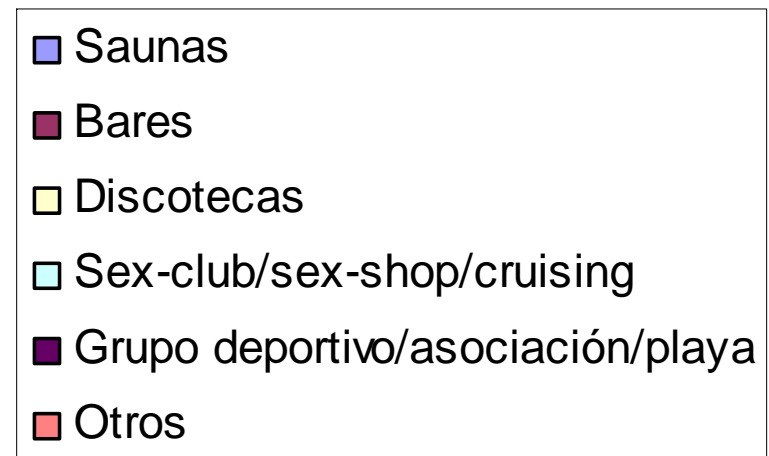 Saunas
Bares
Discotecas
Sex-club/sex-shop/cruising
Grupo deportivo/asociación/playa
Otros